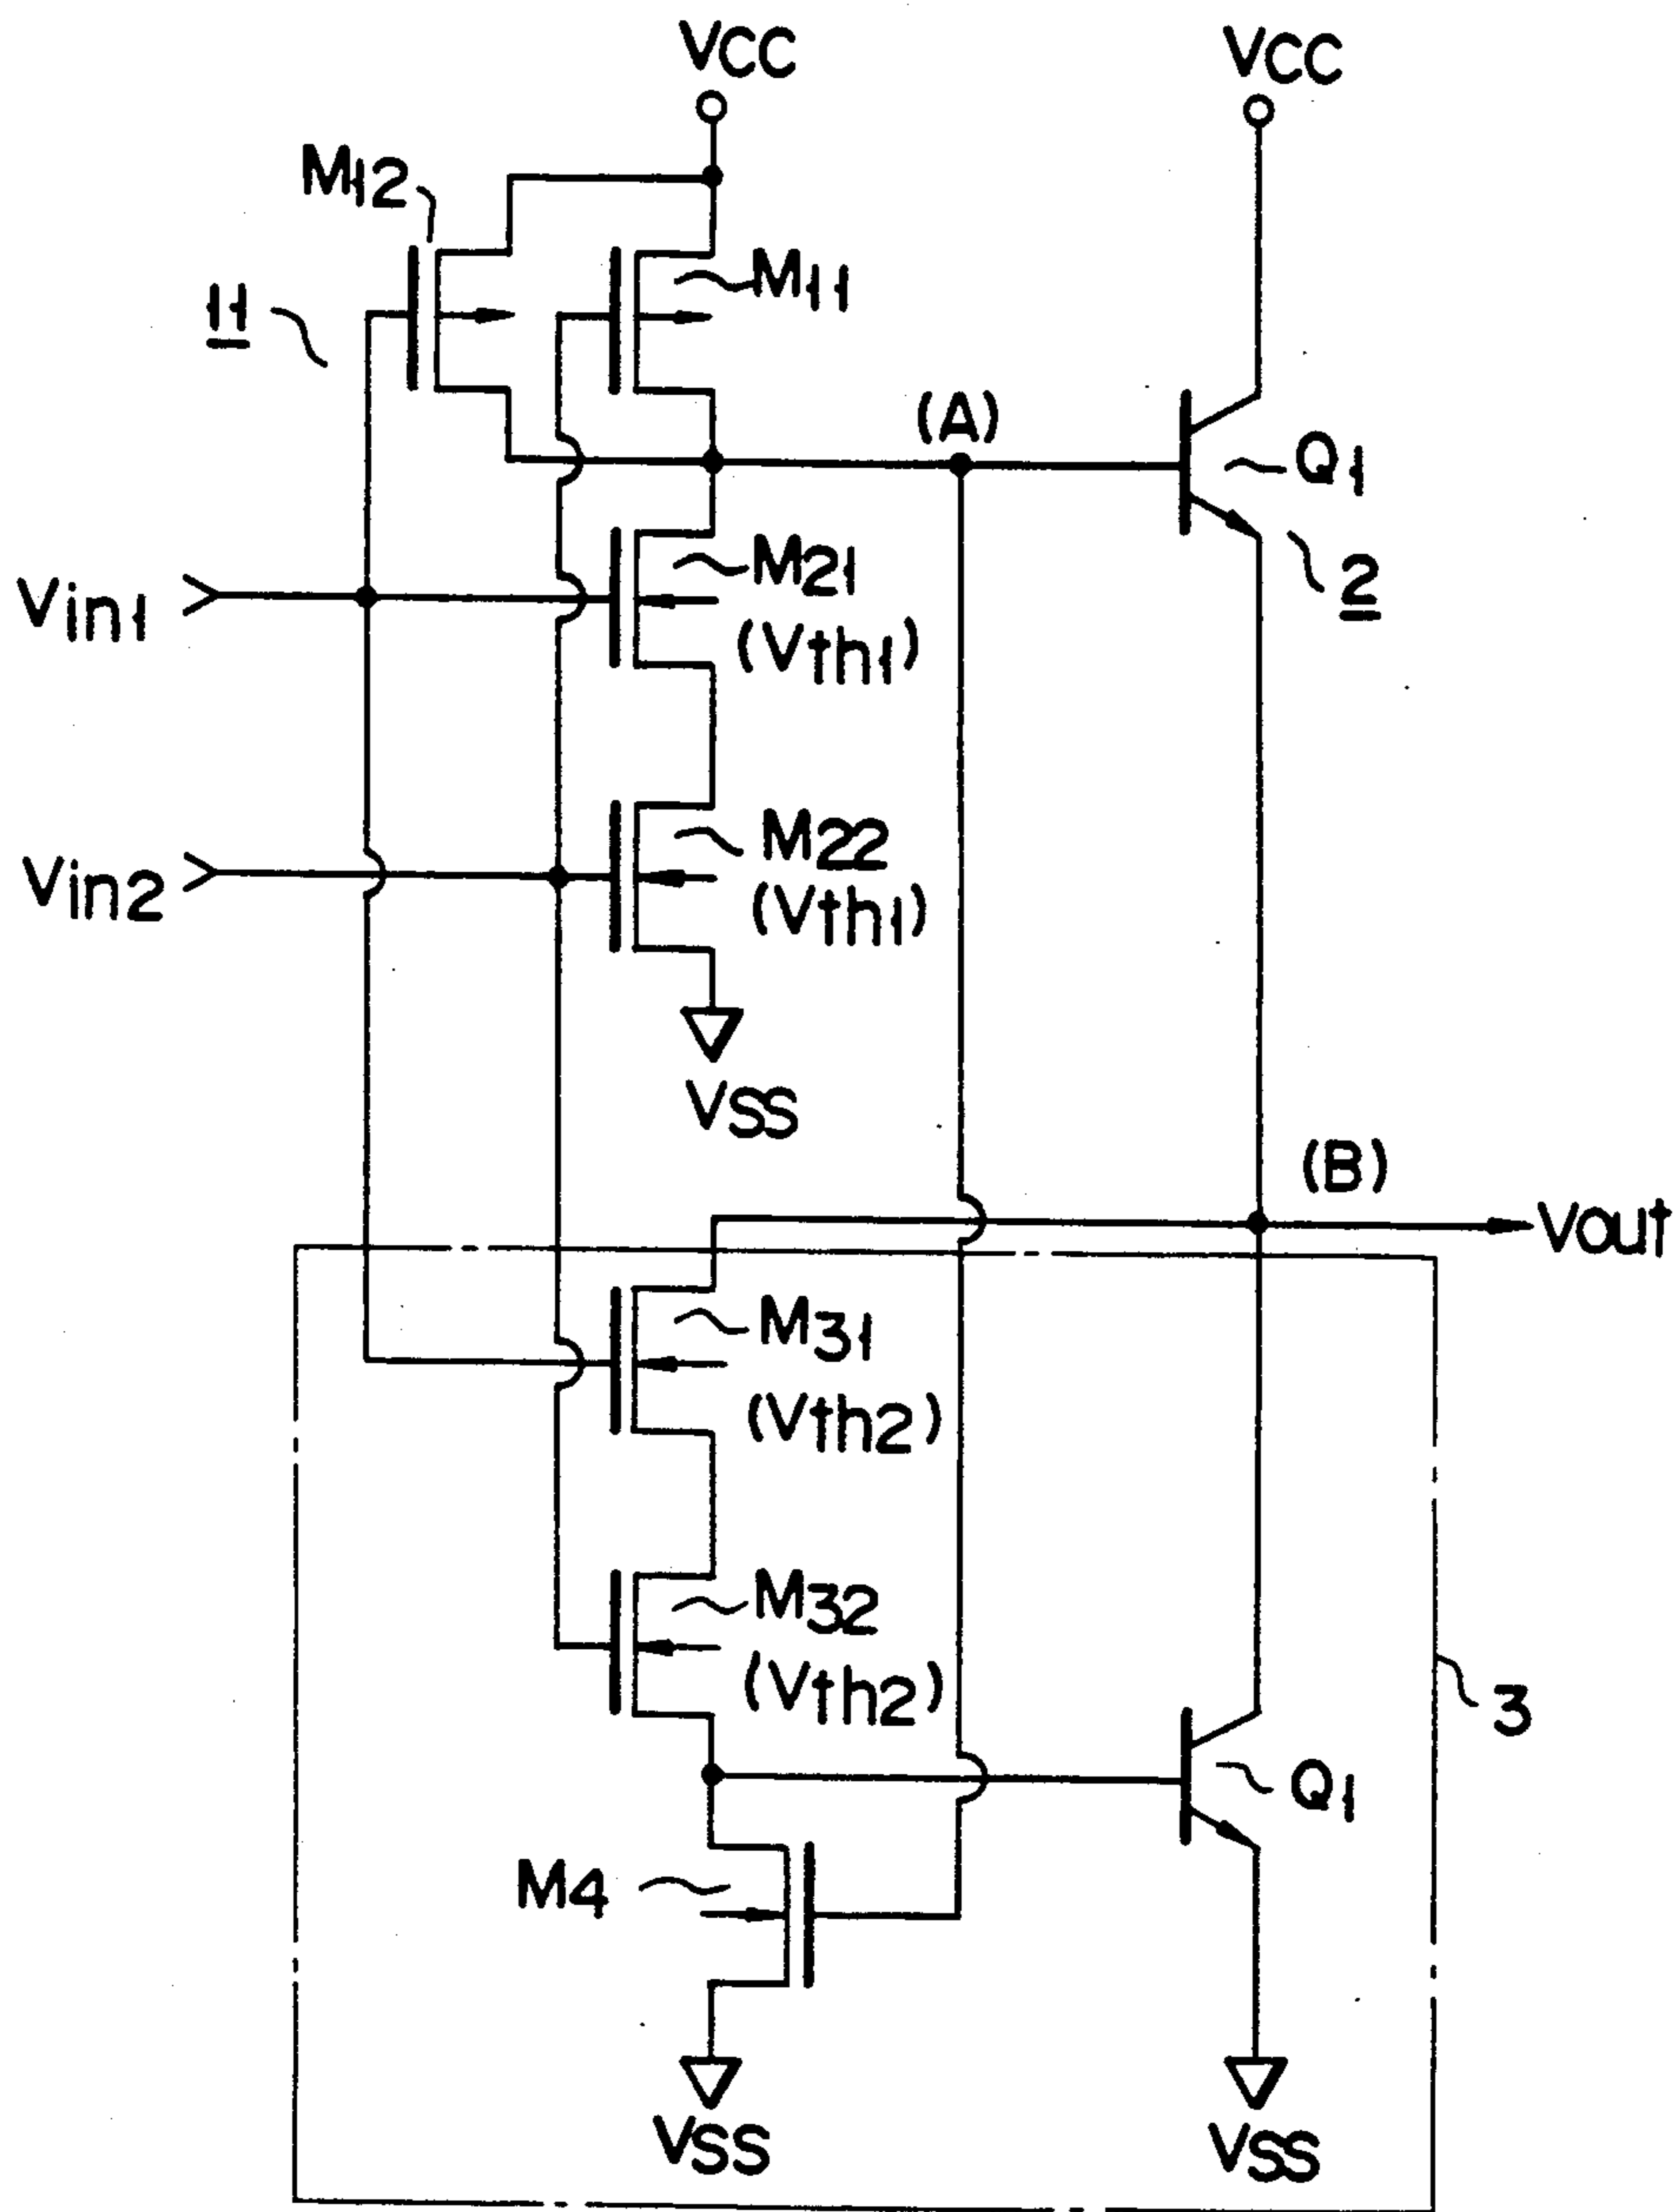 VCC
VCC
M12
M11
11
(A)
Q1
M21
2
Vin1
(Vth1)
M22
Vin2
(Vth1)
VSS
(B)
Vout
M31
(Vth2)
M32
(Vth2)
3
Q1
M4
VSS
VSS